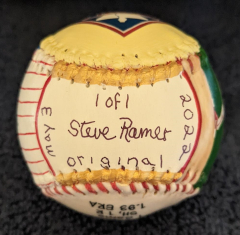 1 of 1
may 3
Steve Ramer
2022
original
1.93 ERA